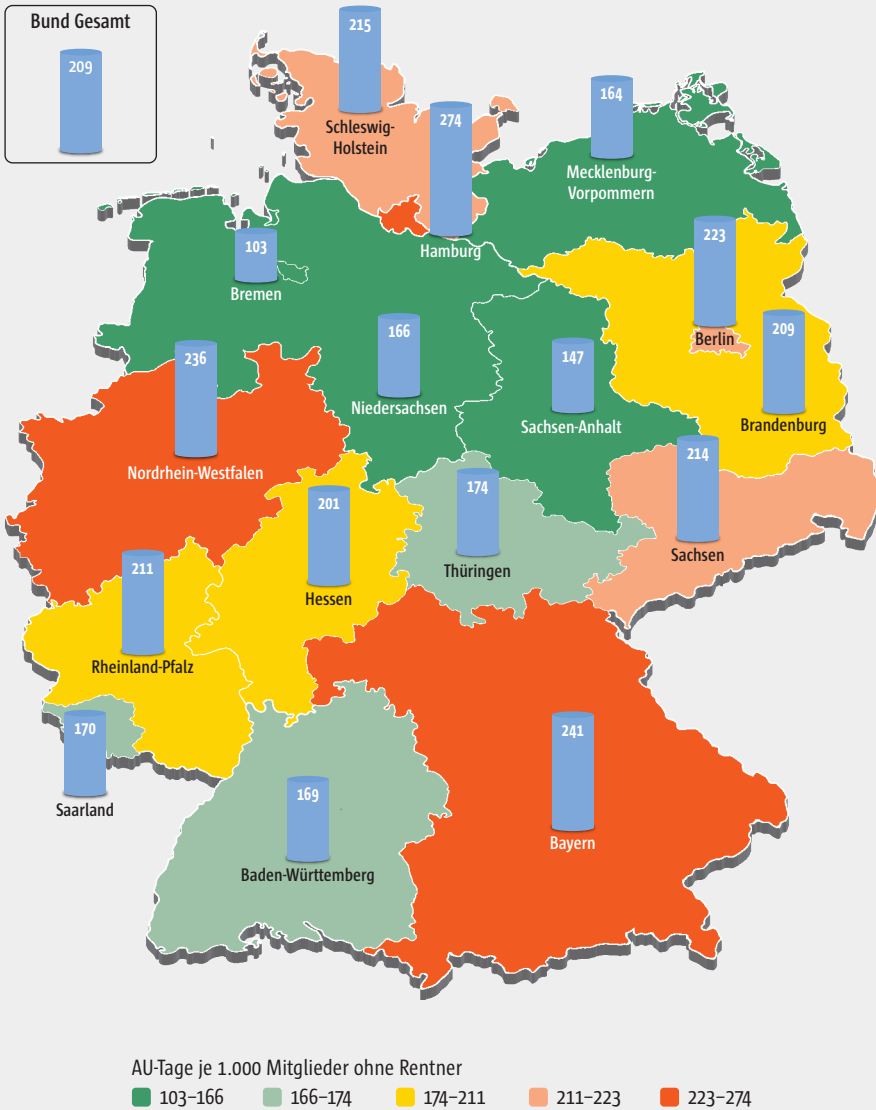 Bund Gesamt
209
215
Schleswig-
Holstein
274
Hamburg
164
Mecklenburg-
Vorpommern
103
Bremen
223
Berlin
166
Niedersachsen
209
Brandenburg
147
Sachsen-Anhalt
236
Nordrhein-Westfalen
214
Sachsen
174
Thüringen
201
Hessen
211
Rheinland-Pfalz
170
Saarland
241
Bayern
169
Baden-Württemberg
AU-Tage je 1.000 Mitglieder ohne Rentner
103–166 166–174 174–211 211–223 223–274